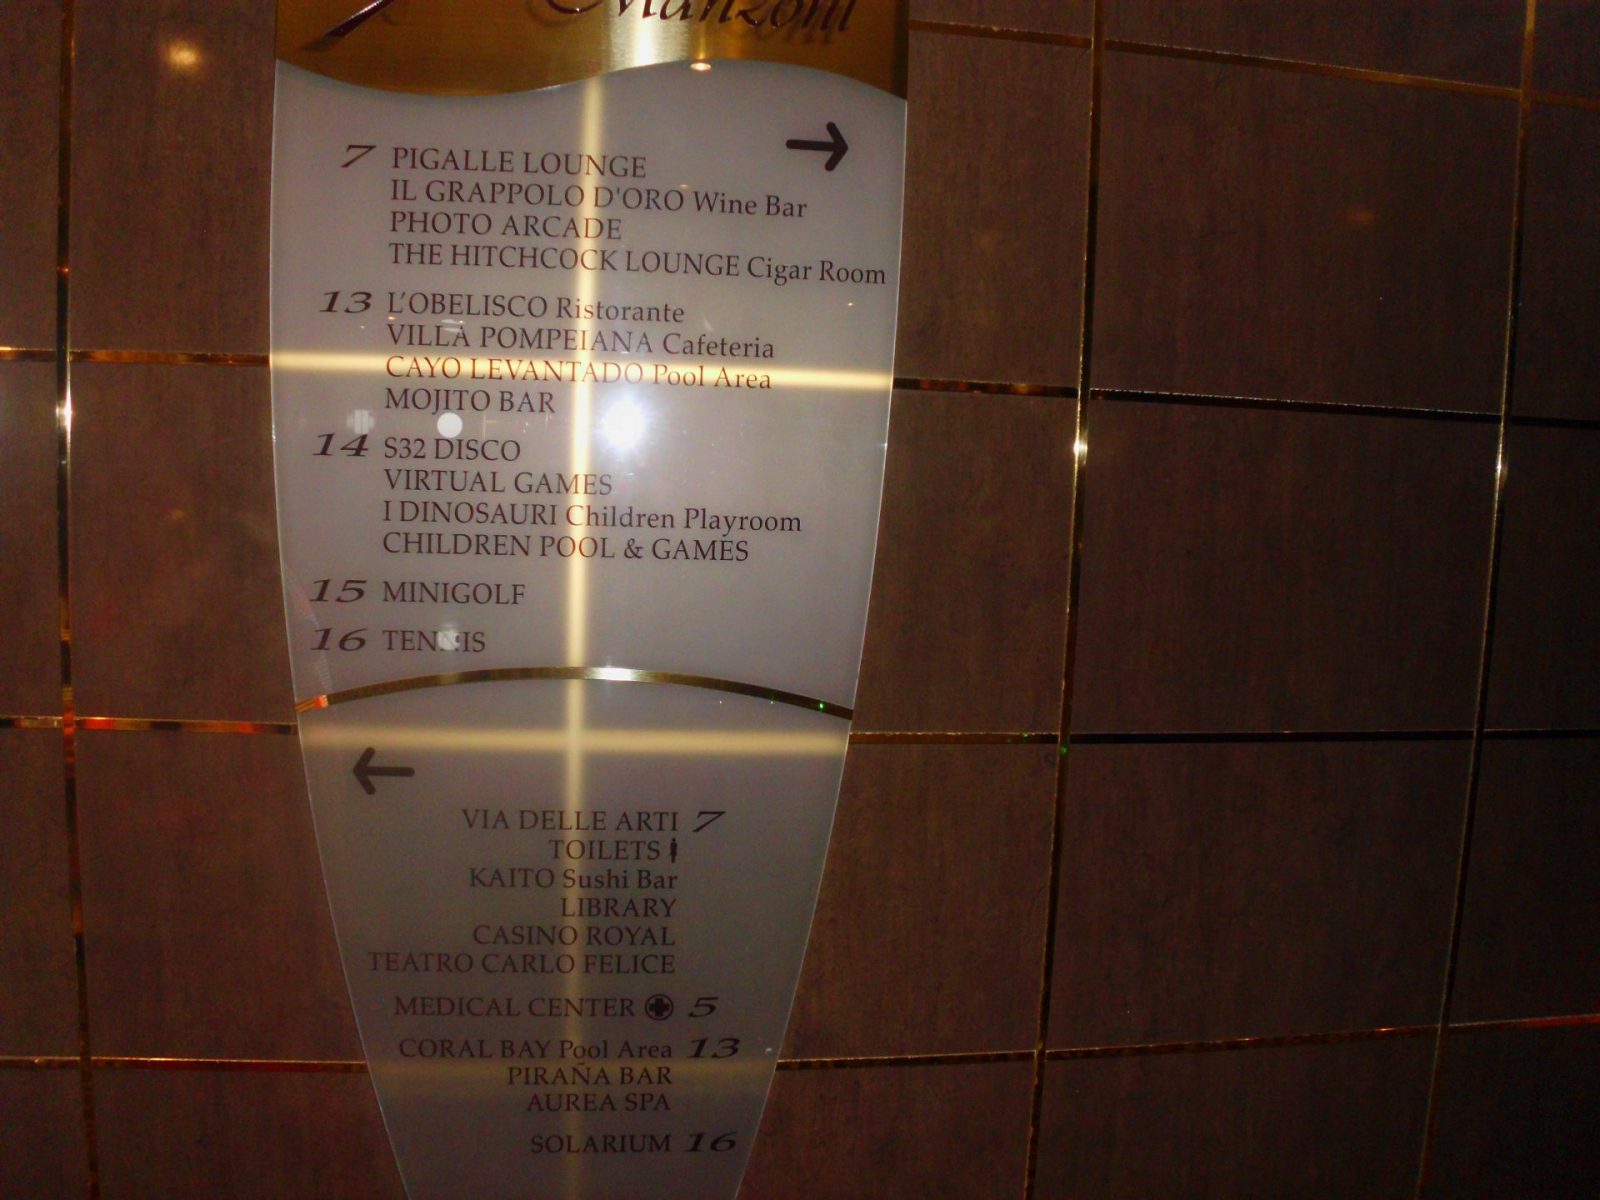 Manzoni
7 PIGALLE LOUNGE
IL GRAPPOLO D'ORO Wine Bar
PHOTO ARCADE
THE HITCHCOCK LOUNGE Cigar Room
13 L'OBELISCO Ristorante
VILLA POMPEIANA Cafeteria
CAYO LEVANTADO Pool Area
MOJITO BAR
14 S32 DISCO
VIRTUAL GAMES
I DINOSAURI Children Playroom
CHILDREN POOL & GAMES
15 MINIGOLF
16 TENNIS
VIA DELLE ARTI 7
TOILETS
KAITO Sushi Bar
LIBRARY
CASINO ROYAL
TEATRO CARLO FELICE
MEDICAL CENTER 5
CORAL BAY Pool Area 13
PIRAÑA BAR
AUREA SPA
SOLARIUM 16